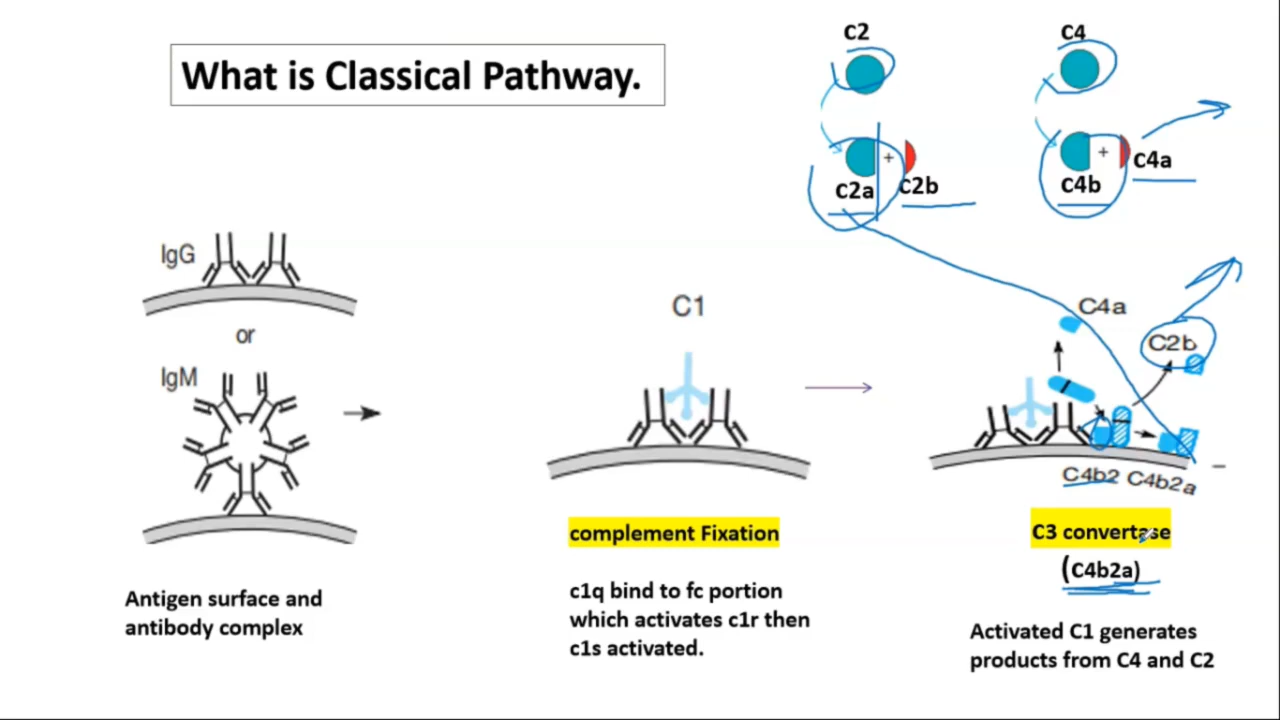 What is Classical Pathway.
C2
C4
+
+
C2a
C2b
C4b
C4a
IgG
or
IgM
Antigen surface and
antibody complex
C1
complement Fixation
c1q bind to fc portion
which activates c1r then
c1s activated.
C4a
C2b
C4b2 C4b2a
C3 convertase
(C4b2a)
Activated C1 generates
products from C4 and C2